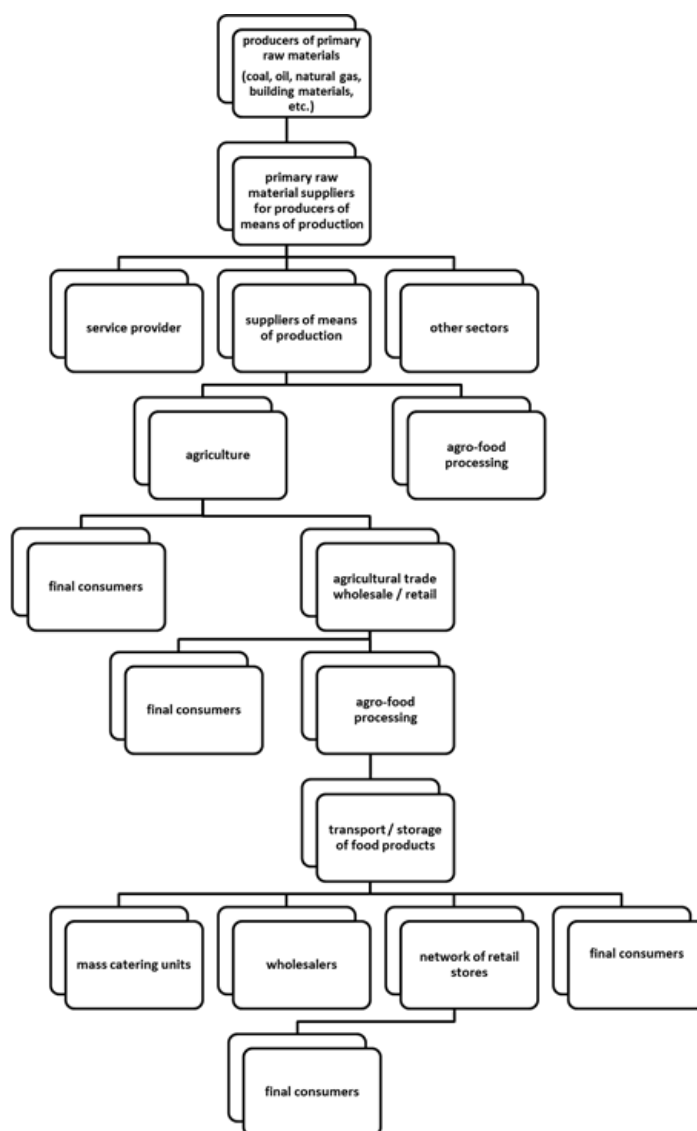 producers of primary
raw materials
(coal, oil, natural gas,
building materials,
etc.)
primary raw
material suppliers
for producers of
means of production
service provider
suppliers of means
of production
other sectors
agriculture
agro-food
processing
final consumers
agricultural trade
wholesale / retail
final consumers
agro-food
processing
transport / storage
of food products
mass catering units
wholesalers
network of retail
stores
final consumers
final consumers